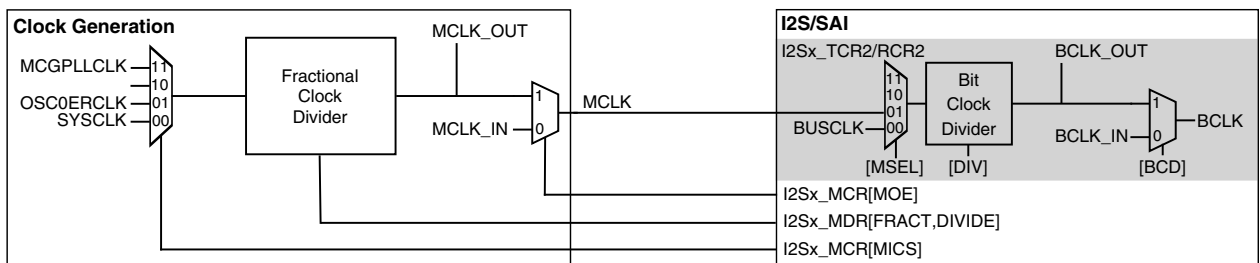 Clock Generation
MCGPLLCLK
OSC0ERCLK
SYSCLK
11
10
01
00
Fractional
Clock
Divider
MCLK_OUT
MCLK_IN
1
0
MCLK
I2S/SAI
I2Sx_TCR2/RCR2
BUSCLK
11
10
01
00
[MSEL]
Bit
Clock
Divider
[DIV]
BCLK_OUT
BCLK_IN
1
0
[BCD]
BCLK
I2Sx_MCR[MOE]
I2Sx_MDR[FRACT,DIVIDE]
I2Sx_MCR[MICS]